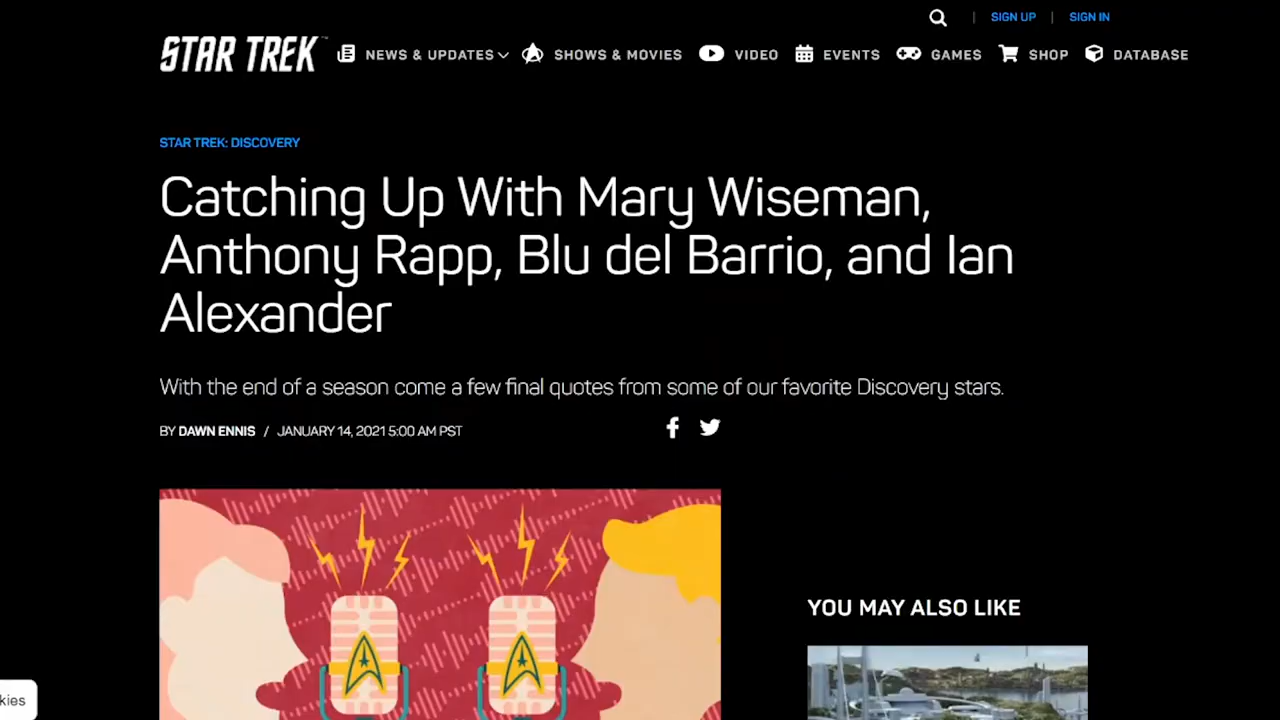 SIGN UP
SIGN IN
STAR TREK
NEWS & UPDATES
SHOWS & MOVIES
VIDEO
EVENTS
GAMES
SHOP
DATABASE
STAR TREK: DISCOVERY
Catching Up With Mary Wiseman,
Anthony Rapp, Blu del Barrio, and Ian
Alexander
With the end of a season come a few final quotes from some of our favorite Discovery stars.
BY DAWN ENNIS / JANUARY 14, 2021 5:00 AM PST
YOU MAY ALSO LIKE
kies